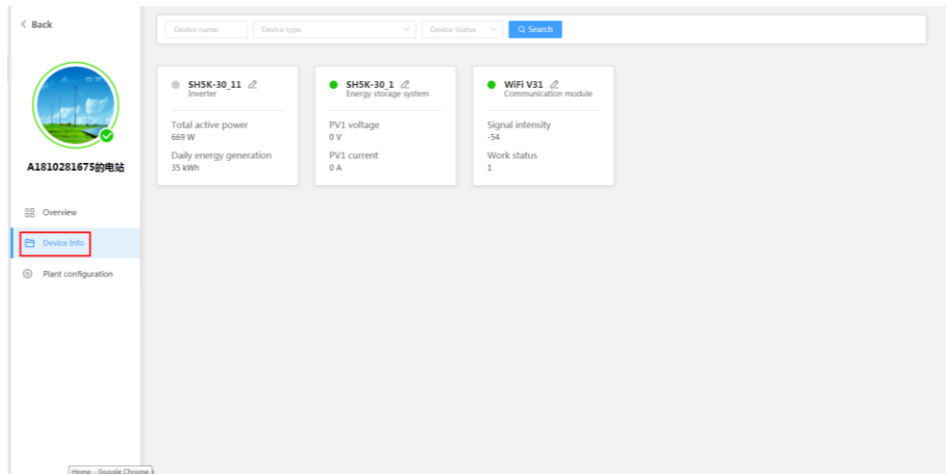 < Back
Device name
Device type
Device Status
Search
A1810281675的电站
Overview
Device Info
Plant configuration
SH5K-30_11
Inverter
Total active power
669 W
Daily energy generation
35 kWh
SH5K-30_1
Energy storage system
PV1 voltage
0 V
PV1 current
0 A
WiFi V31
Communication module
Signal intensity
-54
Work status
1
Home - Google Chrome